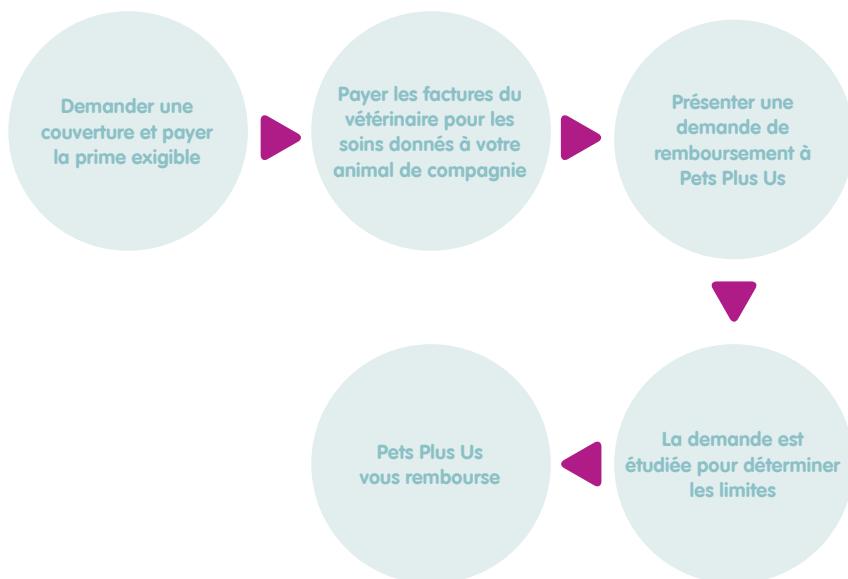 Demander une
couverture et payer
la prime exigible
Payer les factures du
vétérinaire pour les
soins donnés à votre
animal de compagnie
Présenter une
demande de
remboursement à
Pets Plus Us
La demande est
étudiée pour déterminer
les limites
Pets Plus Us
vous rembourse